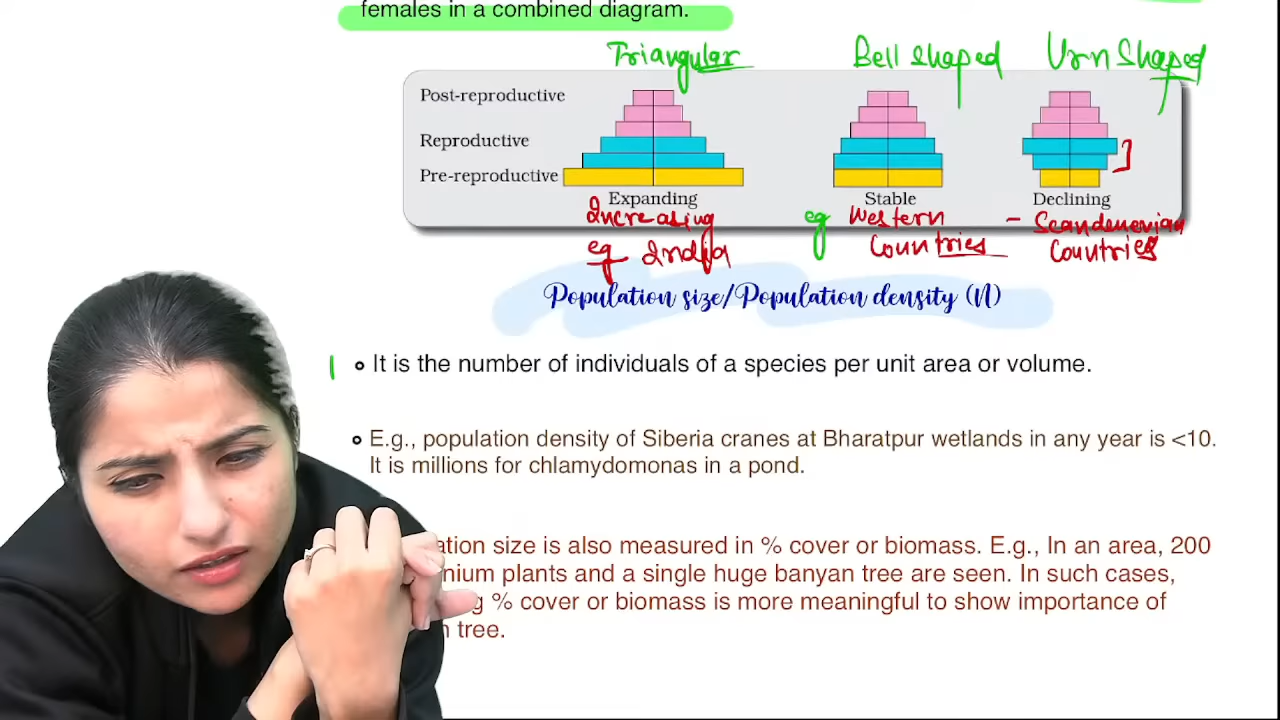 females in a combined diagram.
Triangular Bell shaped Urn Shaped
Post-reproductive
Reproductive
Pre-reproductive
Expanding Stable Declining
Increasing eg Western - Scandenevian
eg India Countries Countries
Population size/Population density (N)
It is the number of individuals of a species per unit area or volume.
E.g., population density of Siberia cranes at Bharatpur wetlands in any year is <10.
It is millions for chlamydomonas in a pond.
ation size is also measured in % cover or biomass. E.g., In an area, 200
nium plants and a single huge banyan tree are seen. In such cases,
g % cover or biomass is more meaningful to show importance of
tree.